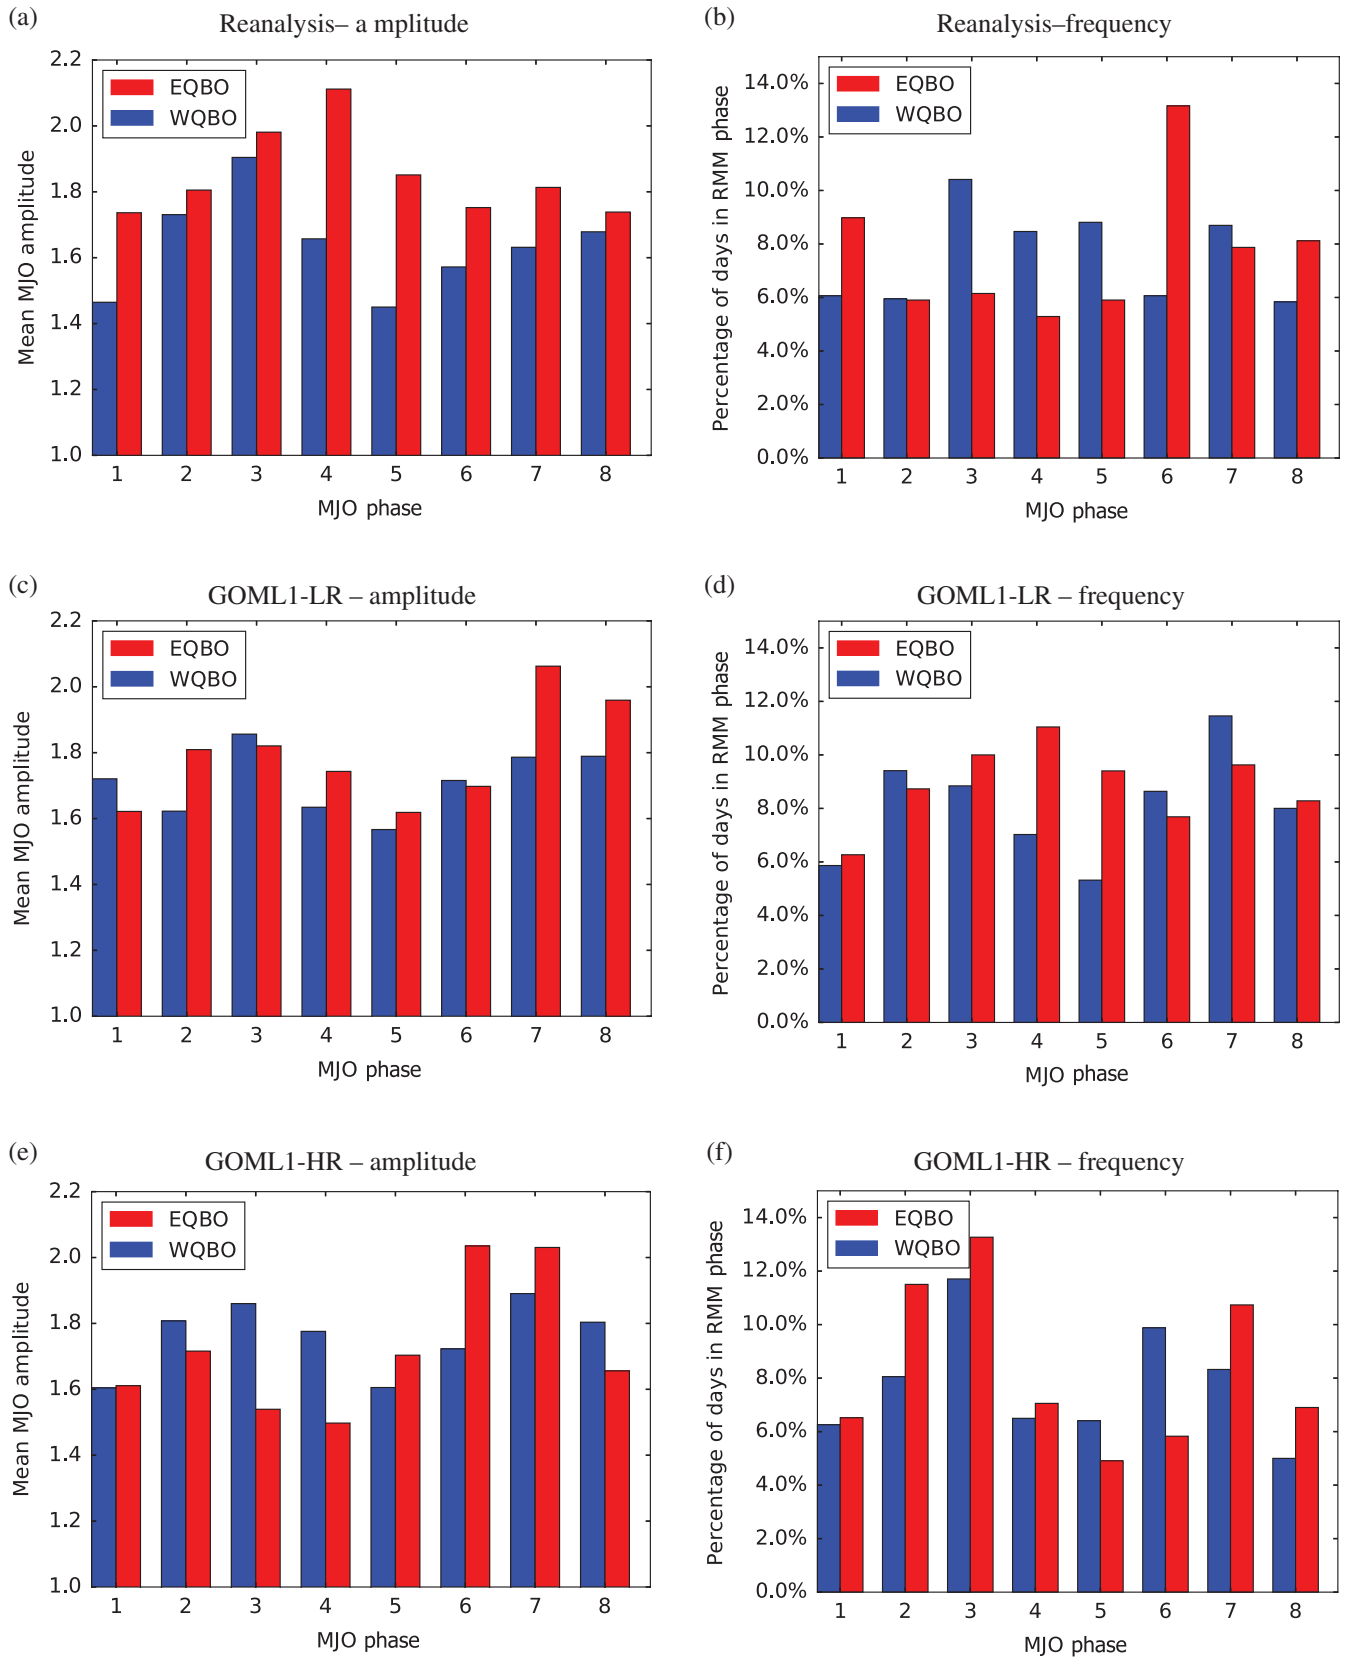 (a)
Reanalysis– a mplitude
2.2
2.0
1.8
1.6
1.4
1.2
1.0
Mean MJO amplitude
EQBO
WQBO
1 2 3 4 5 6 7 8
MJO phase
(b)
Reanalysis–frequency
14.0%
12.0%
10.0%
8.0%
6.0%
4.0%
2.0%
0.0%
Percentage of days in RMM phase
EQBO
WQBO
1 2 3 4 5 6 7 8
MJO phase
(c)
GOML1-LR – amplitude
2.2
2.0
1.8
1.6
1.4
1.2
1.0
Mean MJO amplitude
EQBO
WQBO
1 2 3 4 5 6 7 8
MJO phase
(d)
GOML1-LR – frequency
14.0%
12.0%
10.0%
8.0%
6.0%
4.0%
2.0%
0.0%
Percentage of days in RMM phase
EQBO
WQBO
1 2 3 4 5 6 7 8
MJO phase
(e)
GOML1-HR – amplitude
2.2
2.0
1.8
1.6
1.4
1.2
1.0
Mean MJO amplitude
EQBO
WQBO
1 2 3 4 5 6 7 8
MJO phase
(f)
GOML1-HR – frequency
14.0%
12.0%
10.0%
8.0%
6.0%
4.0%
2.0%
0.0%
Percentage of days in RMM phase
EQBO
WQBO
1 2 3 4 5 6 7 8
MJO phase